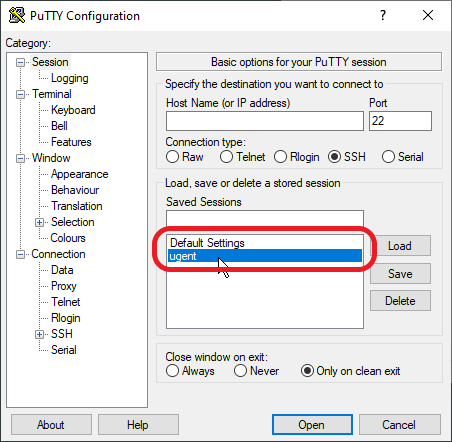 PuTTY Configuration
?
Category:
Session
Logging
Terminal
Keyboard
Bell
Features
Window
Appearance
Behaviour
Translation
Selection
Colours
Connection
Data
Proxy
Telnet
Rlogin
SSH
Serial
Basic options for your PuTTY session
Specify the destination you want to connect to
Host Name (or IP address) Port
22
Connection type:
Raw Telnet Rlogin SSH Serial
Load, save or delete a stored session
Saved Sessions
Default Settings
ugent
Load
Save
Delete
Close window on exit:
Always Never Only on clean exit
About Help Open Cancel